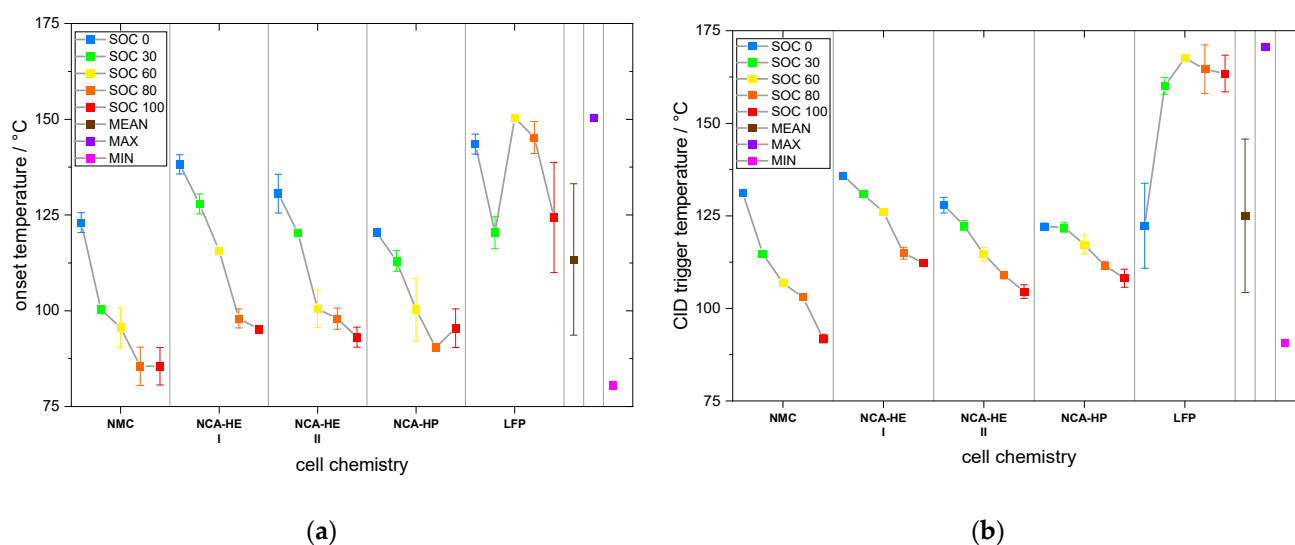 175
150
125
100
75
onset temperature / °C
SOC 0
SOC 30
SOC 60
SOC 80
SOC 100
MEAN
MAX
MIN
NMC
NCA-HE
I
NCA-HE
II
NCA-HP
LFP
cell chemistry
(a)
175
150
125
100
75
CID trigger temperature / °C
SOC 0
SOC 30
SOC 60
SOC 80
SOC 100
MEAN
MAX
MIN
NMC
NCA-HE
I
NCA-HE
II
NCA-HP
LFP
cell chemistry
(b)